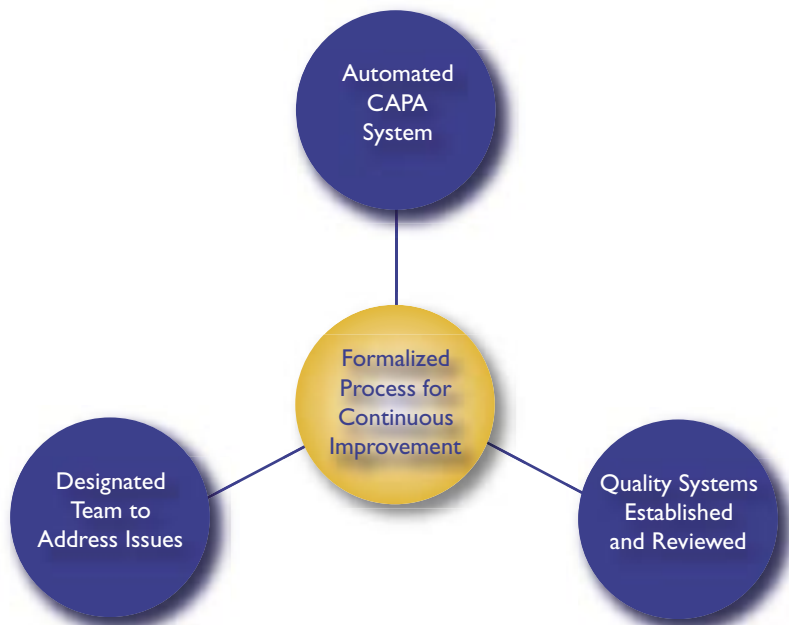 Automated
CAPA
System
Formalized
Process for
Continuous
Improvement
Designated
Team to
Address Issues
Quality Systems
Established
and Reviewed